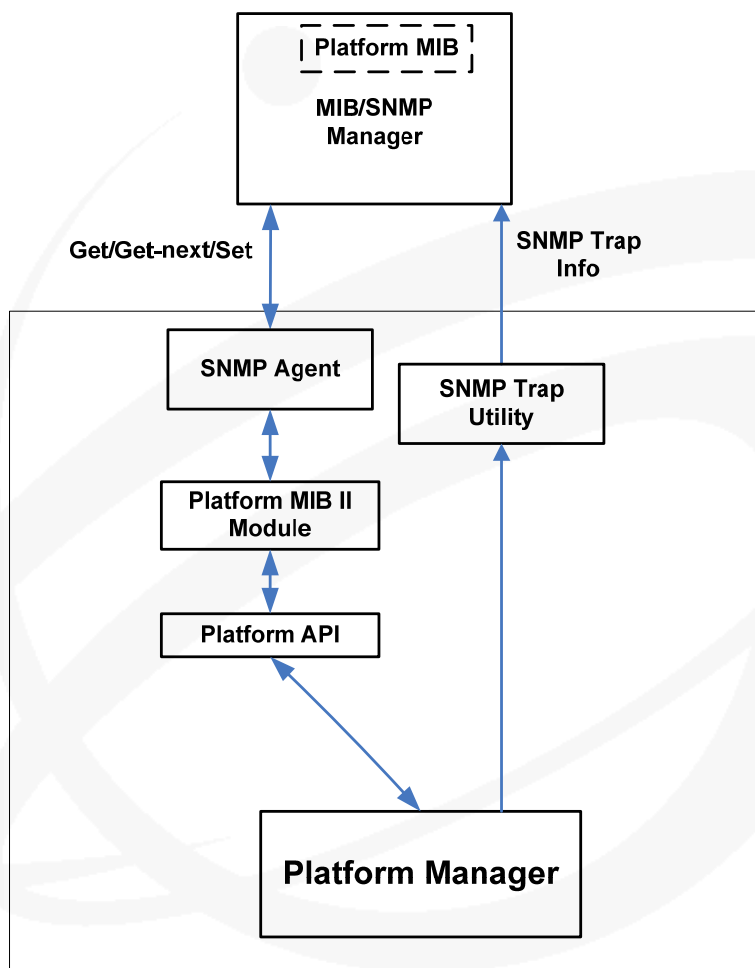 Platform MIB
MIB/SNMP
Manager
Get/Get-next/Set
SNMP Trap
Info
SNMP Agent
SNMP Trap
Utility
Platform MIB II
Module
Platform API
Platform Manager